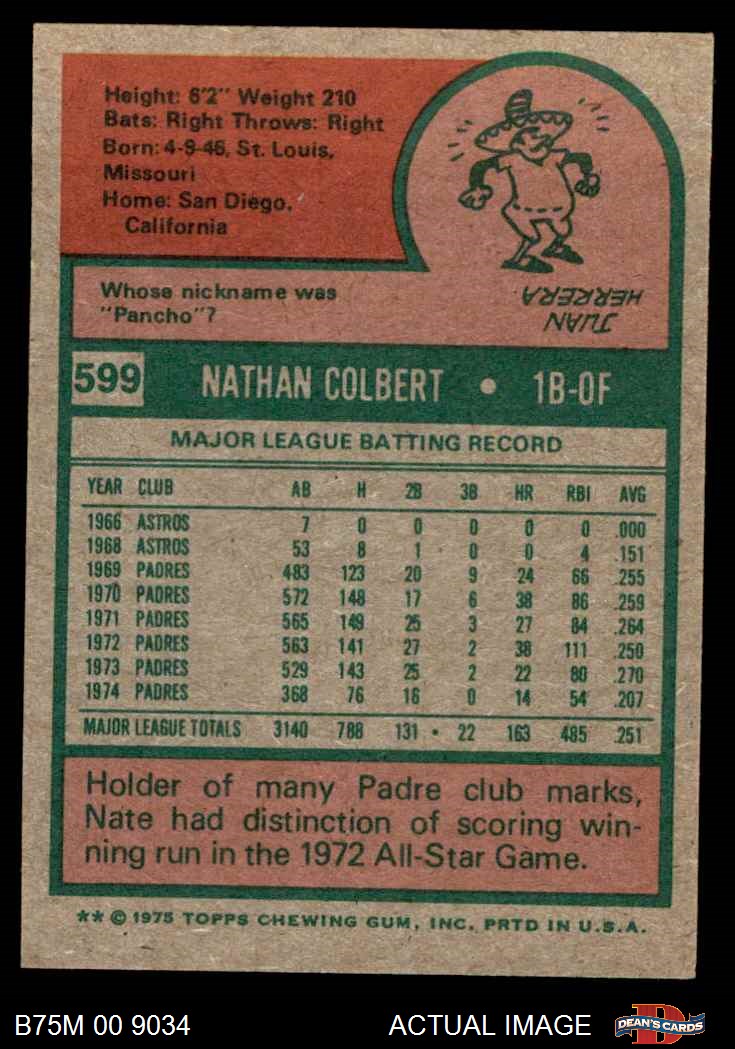 Height: 6'2" Weight 210
Bats: Right Throws: Right
Born: 4-9-46, St. Louis,
Missouri
Home: San Diego,
California
Whose nickname was
"Pancho"?
JUAN
HERRERA
599 NATHAN COLBERT • 1B-OF
MAJOR LEAGUE BATTING RECORD
YEAR CLUB AB H 2B 3B HR RBI AVG
1966 ASTROS 7 0 0 0 0 0 .000
1968 ASTROS 53 8 1 0 0 4 .151
1969 PADRES 483 123 20 9 24 66 .255
1970 PADRES 572 148 17 6 38 86 .259
1971 PADRES 565 149 25 3 27 84 .264
1972 PADRES 563 141 27 2 38 111 .250
1973 PADRES 529 143 25 2 22 80 .270
1974 PADRES 368 76 16 0 14 54 .207
MAJOR LEAGUE TOTALS 3140 788 131 22 163 485 .251
Holder of many Padre club marks,
Nate had distinction of scoring win-
ning run in the 1972 All-Star Game.
** © 1975 TOPPS CHEWING GUM, INC. PRTD IN U.S.A.
B75M 00 9034 ACTUAL IMAGE D DEAN'S CARDS